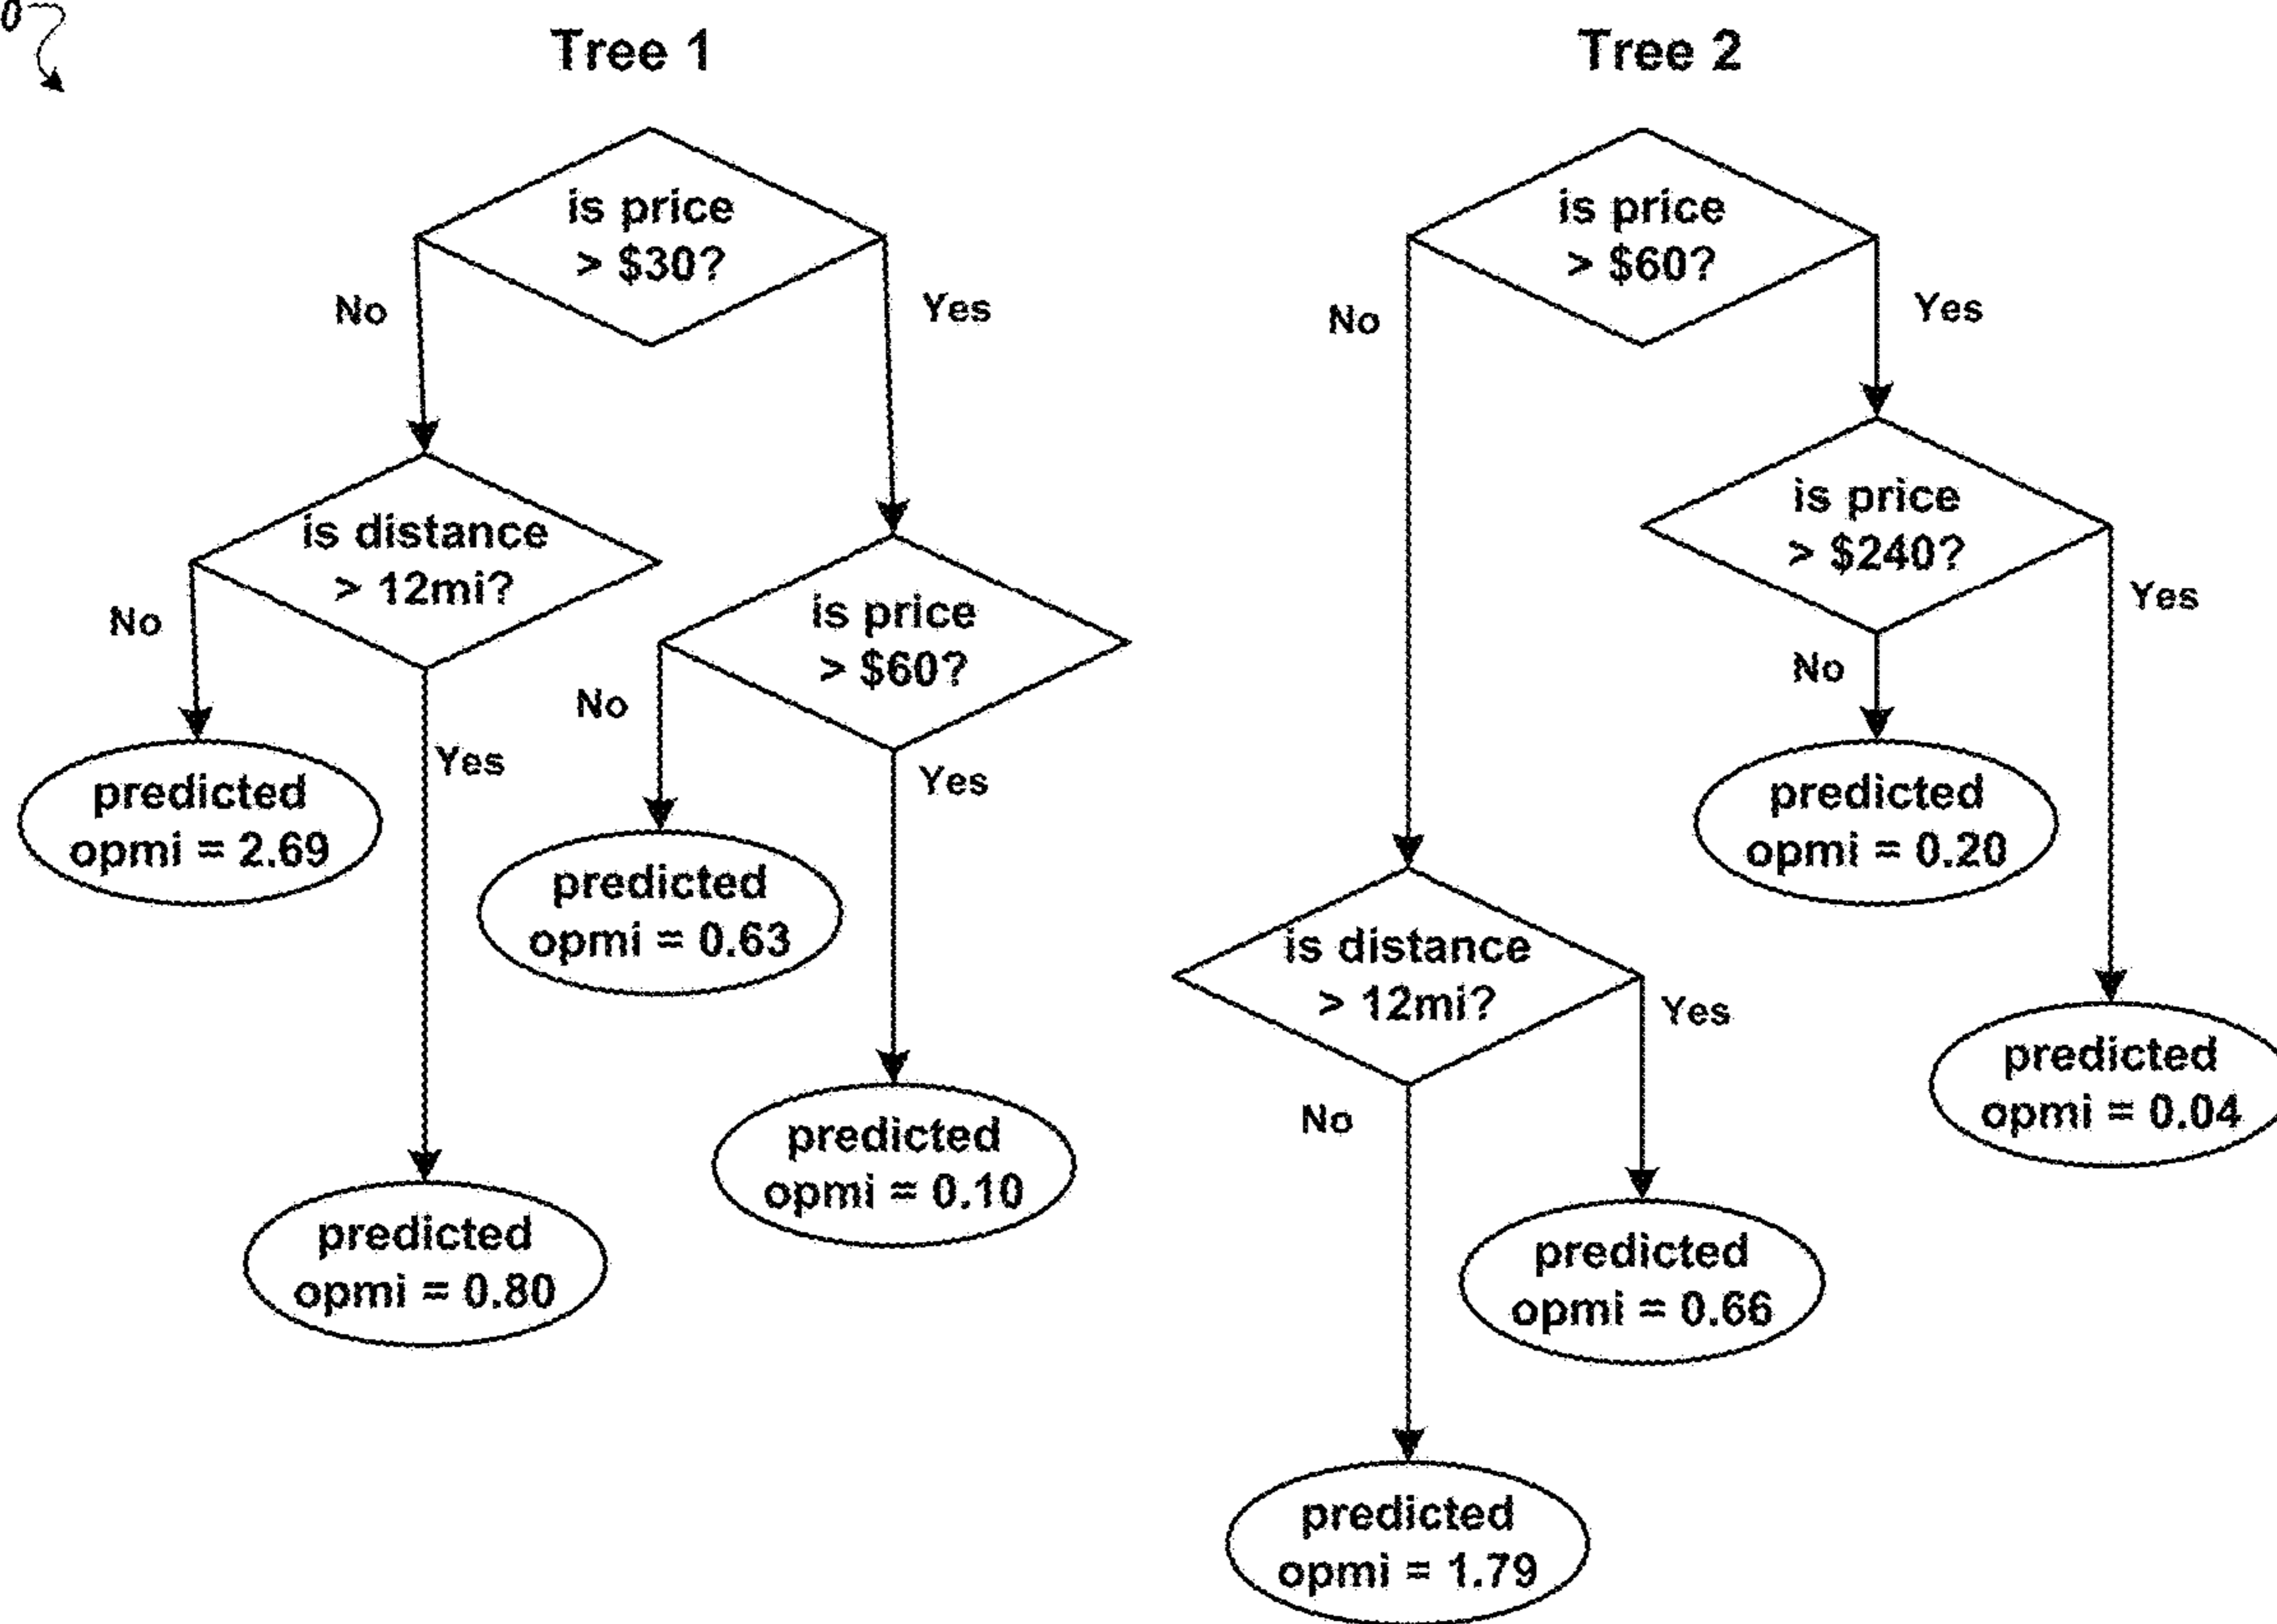 0
Tree 1
is price
> $30?
No
Yes
is distance
> 12mi?
No
Yes
is price
> $60?
No
Yes
predicted
opmi = 2.69
predicted
opmi = 0.63
predicted
opmi = 0.10
predicted
opmi = 0.80
Tree 2
is price
> $60?
No
Yes
is price
> $240?
No
Yes
predicted
opmi = 0.20
is distance
> 12mi?
No
Yes
predicted
opmi = 0.04
predicted
opmi = 0.66
predicted
opmi = 1.79